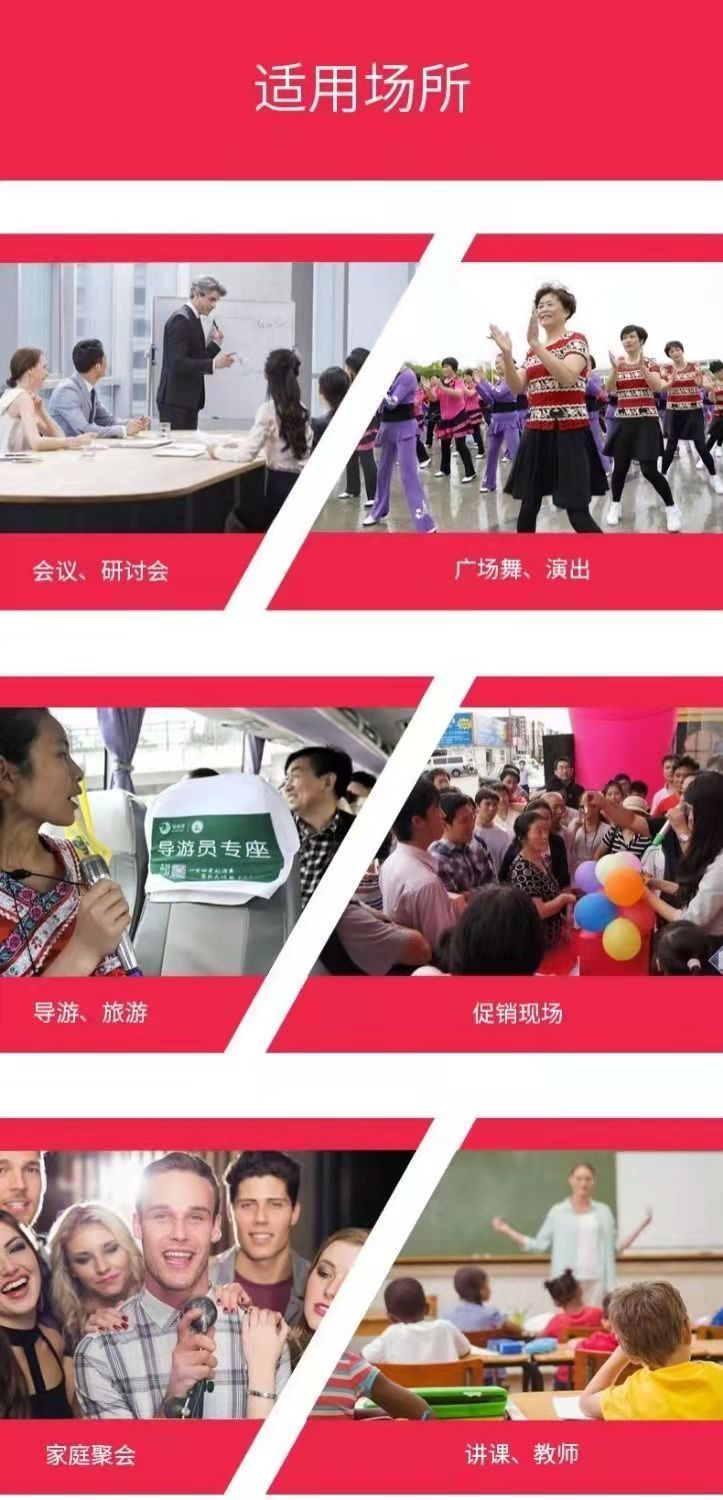 适用场所
会议、研讨会
广场舞、演出
导游员专座
导游、旅游
促销现场
家庭聚会
讲课、教师